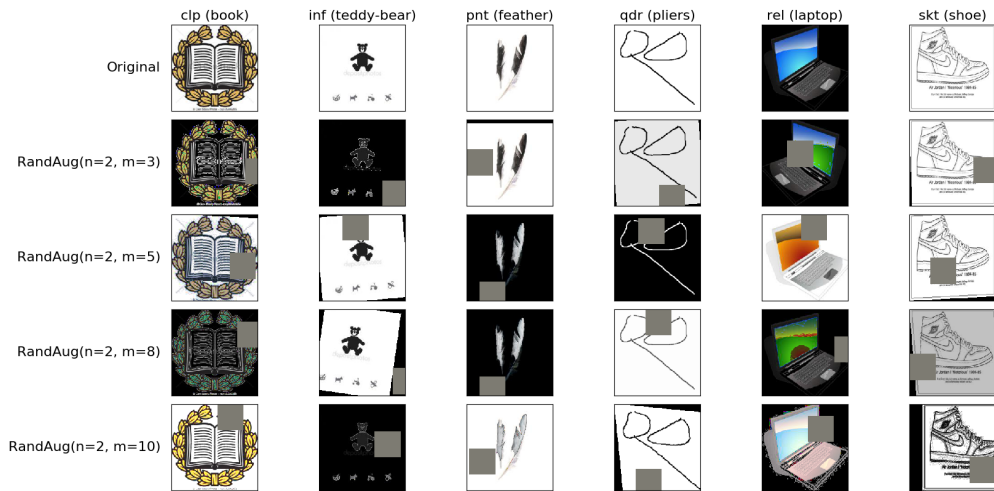 clp (book) inf (teddy-bear) pnt (feather) qdr (pliers) rel (laptop) skt (shoe)
Original
RandAug(n=2, m=3)
RandAug(n=2, m=5)
RandAug(n=2, m=8)
RandAug(n=2, m=10)